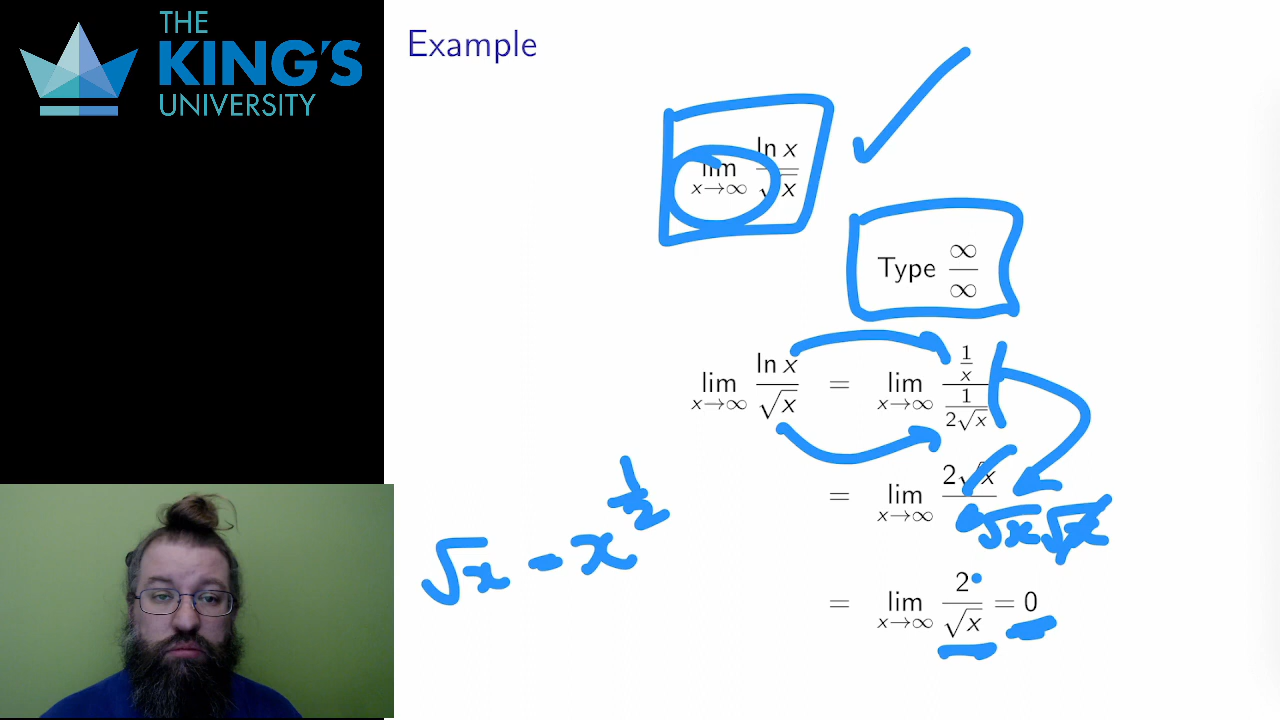 THE
KING'S
UNIVERSITY
Example
lim x→∞ ln x / √x
Type ∞/∞
lim x→∞ ln x / √x = lim x→∞ (1/x) / (1/(2√x))
= lim x→∞ 2√x / √x √x
√x = x^(1/2)
= lim x→∞ 2/√x = 0